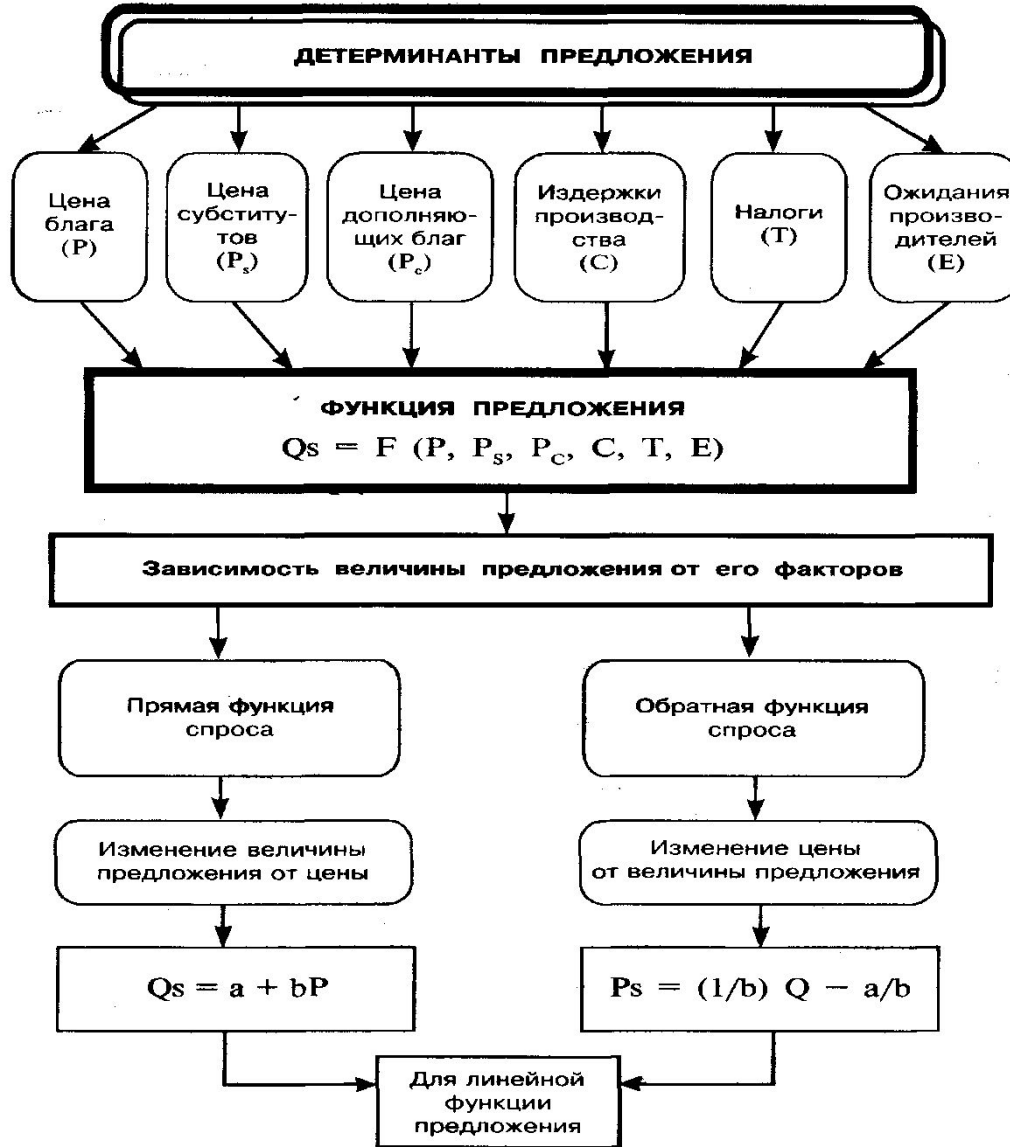 ДЕТЕРМИНАНТЫ ПРЕДЛОЖЕНИЯ
Цена
блага
(P)
Цена
субститу-
тов
(Ps)
Цена
дополняю-
щих благ
(Pc)
Издержки
производ-
ства
(C)
Налоги
(T)
Ожидания
произво-
дителей
(E)
ФУНКЦИЯ ПРЕДЛОЖЕНИЯ
Qs = F (P, PS, PC, C, T, E)
Зависимость величины предложения от его факторов
Прямая функция
спроса
Обратная функция
спроса
Изменение величины
предложения от цены
Изменение цены
от величины предложения
Qs = a + bP
Ps = (1/b) Q − a/b
Для линейной
функции
предложения